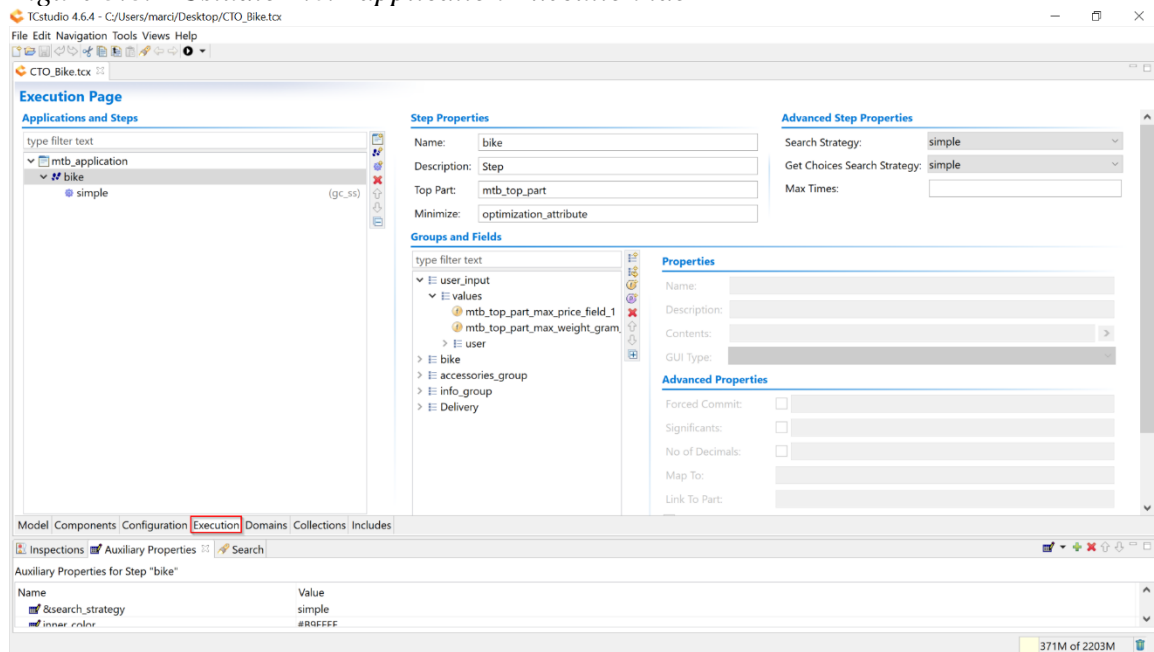 TCstudio 4.6.4 - C:/Users/marci/Desktop/CTO_Bike.tcx
File Edit Navigation Tools Views Help
CTO_Bike.tcx
Execution Page
Applications and Steps
type filter text
mtb_application
bike
simple (gc_ss)
Step Properties
Name: bike
Description: Step
Top Part: mtb_top_part
Minimize: optimization_attribute
Advanced Step Properties
Search Strategy: simple
Get Choices Search Strategy: simple
Max Times:
Groups and Fields
type filter text
user_input
values
mtb_top_part_max_price_field_1
mtb_top_part_max_weight_gram_
user
bike
accessories_group
info_group
Delivery
Properties
Name:
Description:
Contents:
GUI Type:
Advanced Properties
Forced Commit:
Significants:
No of Decimals:
Map To:
Link To Part:
Model Components Configuration Execution Domains Collections Includes
Inspections Auxiliary Properties Search
Auxiliary Properties for Step "bike"
Name Value
&search_strategy simple
inner_color #B9FFFF
371M of 2203M